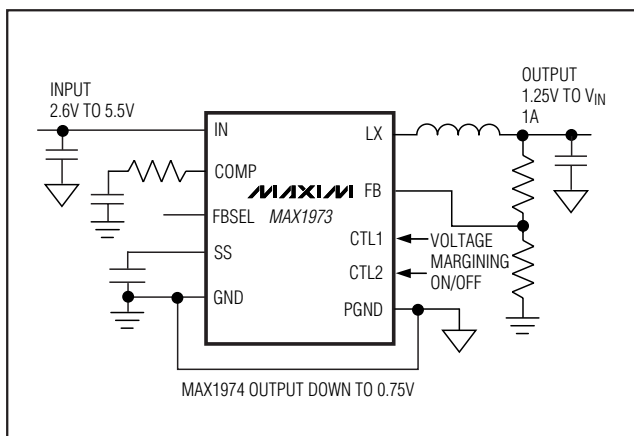 INPUT
2.6V TO 5.5V
OUTPUT
1.25V TO VIN
1A
IN
LX
COMP
MAXIM
MAX1973
FB
FBSEL
CTL1
VOLTAGE
MARGINING
ON/OFF
SS
CTL2
GND
PGND
MAX1974 OUTPUT DOWN TO 0.75V